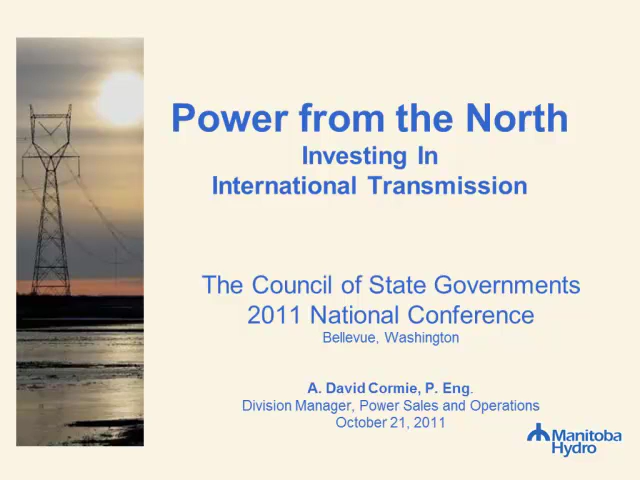 Power from the North
Investing In
International Transmission
The Council of State Governments
2011 National Conference
Bellevue, Washington
A. David Cormie, P. Eng.
Division Manager, Power Sales and Operations
October 21, 2011
Manitoba
Hydro